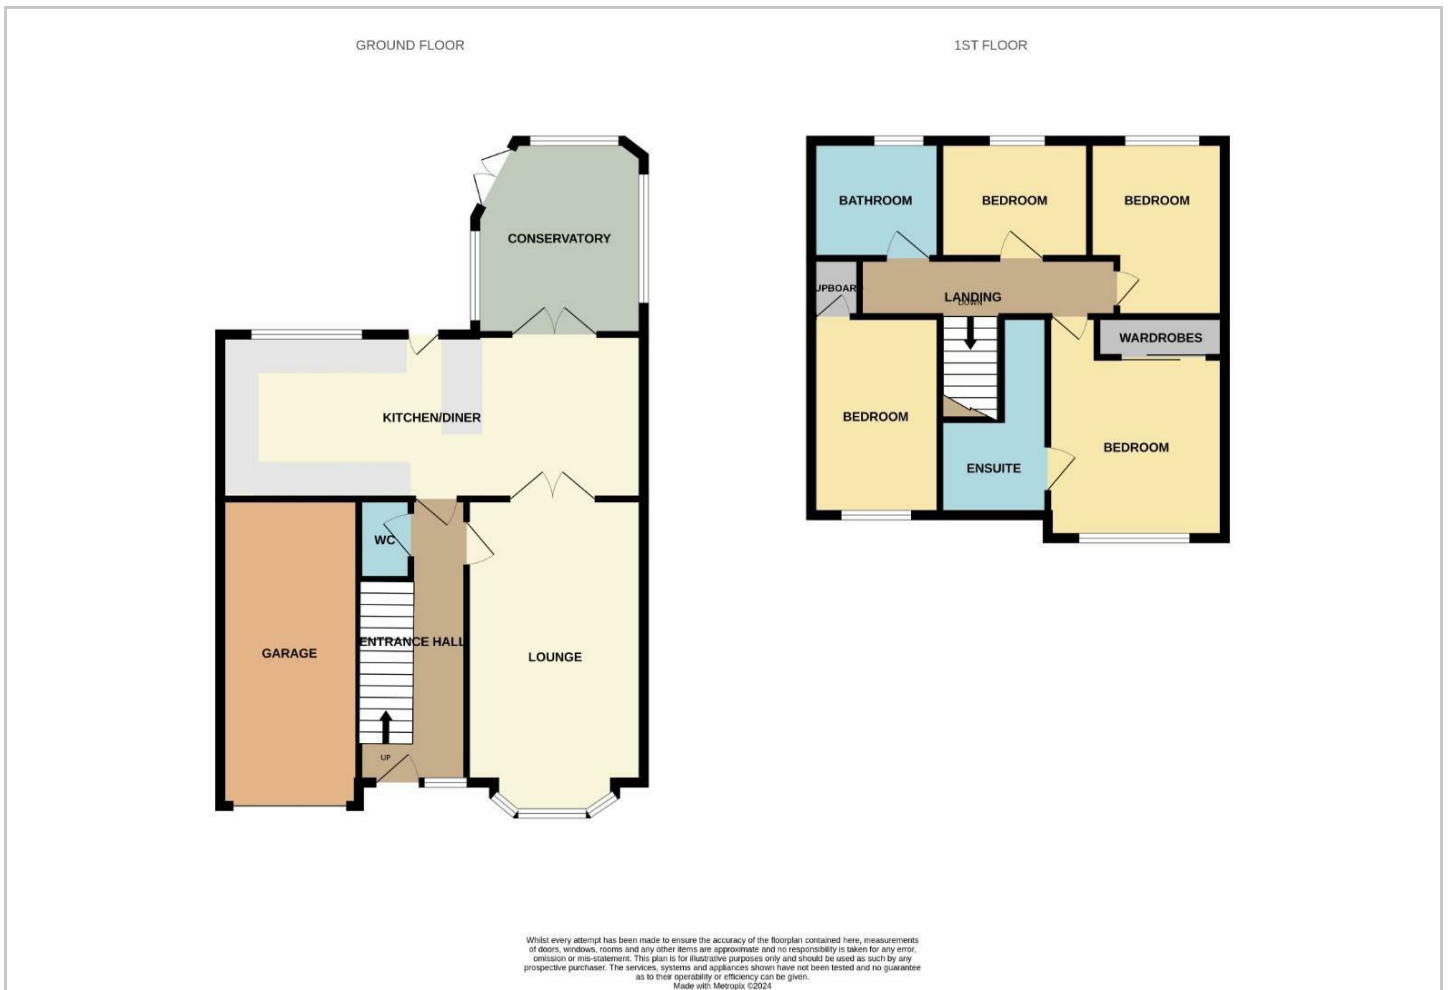 GROUND FLOOR
CONSERVATORY
KITCHEN/DINER
WC
ENTRANCE HALL
GARAGE
LOUNGE
UP
1ST FLOOR
BATHROOM
BEDROOM
BEDROOM
UPBOAR
LANDING
DOWN
WARDROBES
BEDROOM
ENSUITE
BEDROOM
Whilst every attempt has been made to ensure the accuracy of the floorplan contained here, measurements
of doors, windows, rooms and any other items are approximate and no responsibility is taken for any error,
omission or mis-statement. This plan is for illustrative purposes only and should be used as such by any
prospective purchaser. The services, systems and appliances shown have not been tested and no guarantee
as to their operability or efficiency can be given.
Made with Metropix ©2024